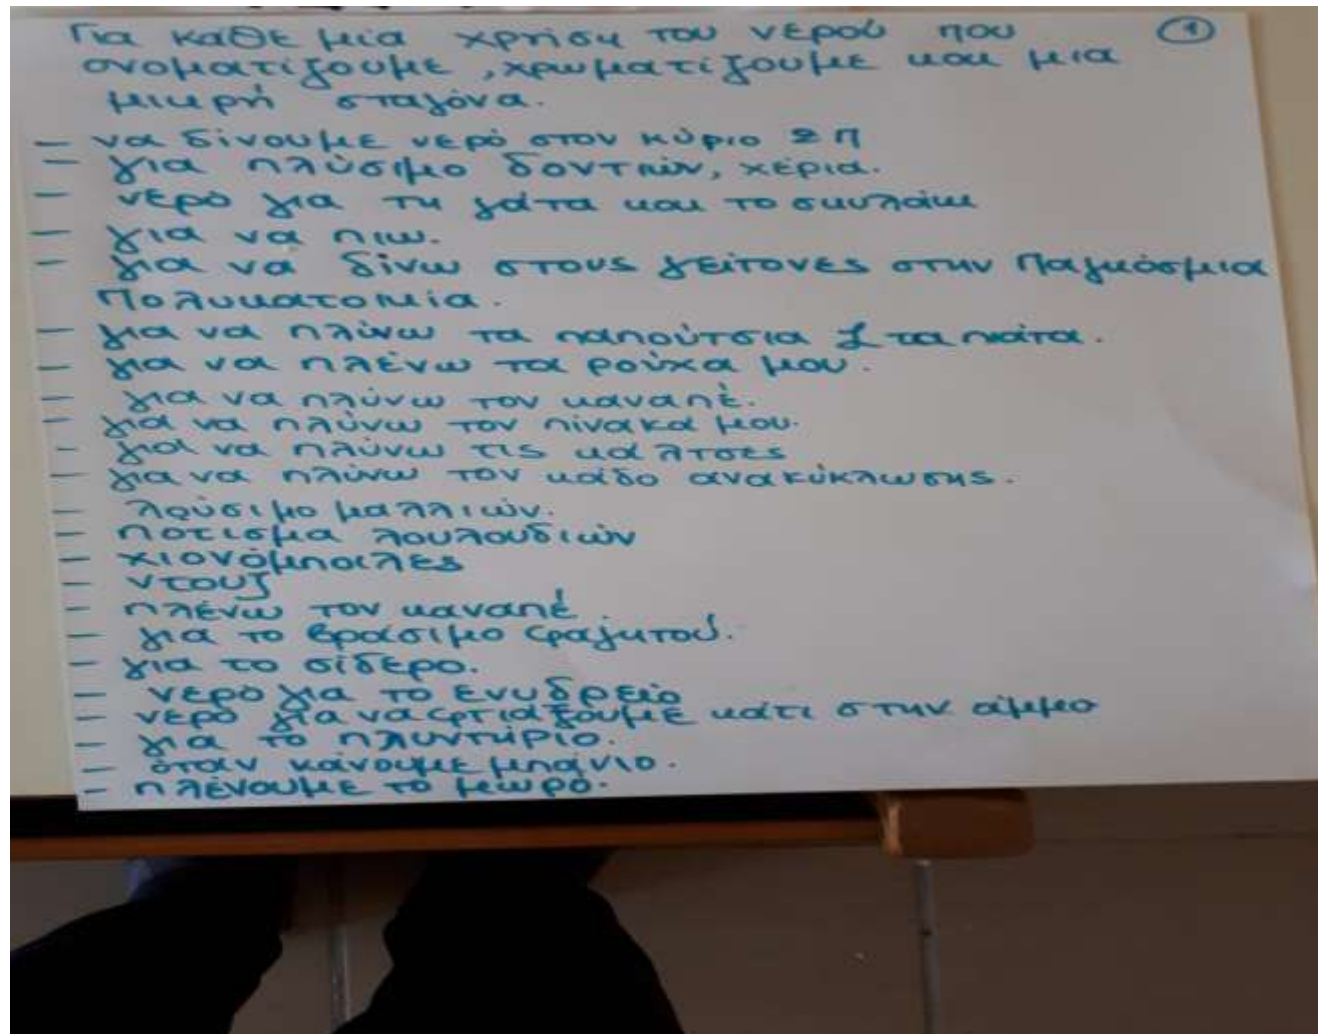 Για κάθε μία χρήση του νερού που ①
ονοματίζουμε, χρωματίζουμε και μια
μικρή σταγόνα.
- να δίνουμε νερό στον κύριο 2Π
- για πλύσιμο δοντιών, χέρια.
- νερό για τη γάτα και το σκυλάκι
- για να πιω.
- για να δίνω στους γείτονες στην Παγκόσμια
Πολυκατοικία.
- για να πλύνω τα παπούτσια & τα πιάτα.
- για να πλένω τα ρούχα μου.
- για να πλύνω τον καναπέ.
- για να πλύνω τον πίνακά μου.
- για να πλύνω τις κάλτσες
- για να πλύνω τον κάδο ανακύκλωσης.
- λούσιμο μαλλιών.
- πότισμα λουλουδιών
- χιονόμπαλες
- ντουζ
- πλένω τον καναπέ
- για το βράσιμο φαγητού.
- για το σίδερο.
- νερό για το ενυδρείο
- νερό για να φτιάξουμε κάτι στην άμμο
- για το πλυντήριο.
- όταν κάνουμε μπάνιο.
- πλένουμε το μωρό.